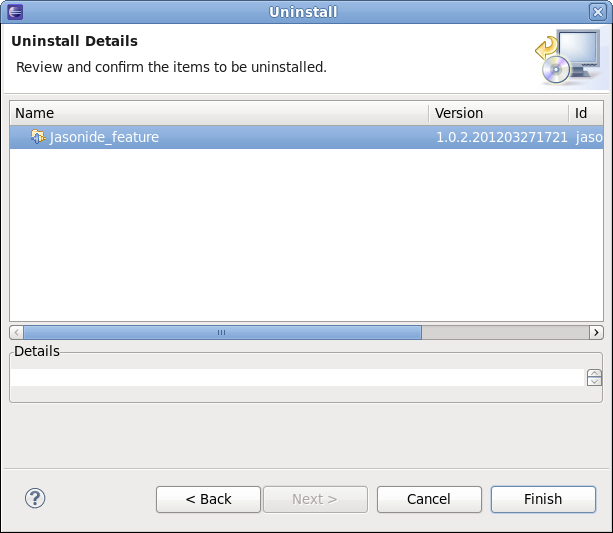 Uninstall
Uninstall Details
Review and confirm the items to be uninstalled.
Name Version Id
Jasonide_feature 1.0.2.201203271721 jaso
Details
< Back Next > Cancel Finish